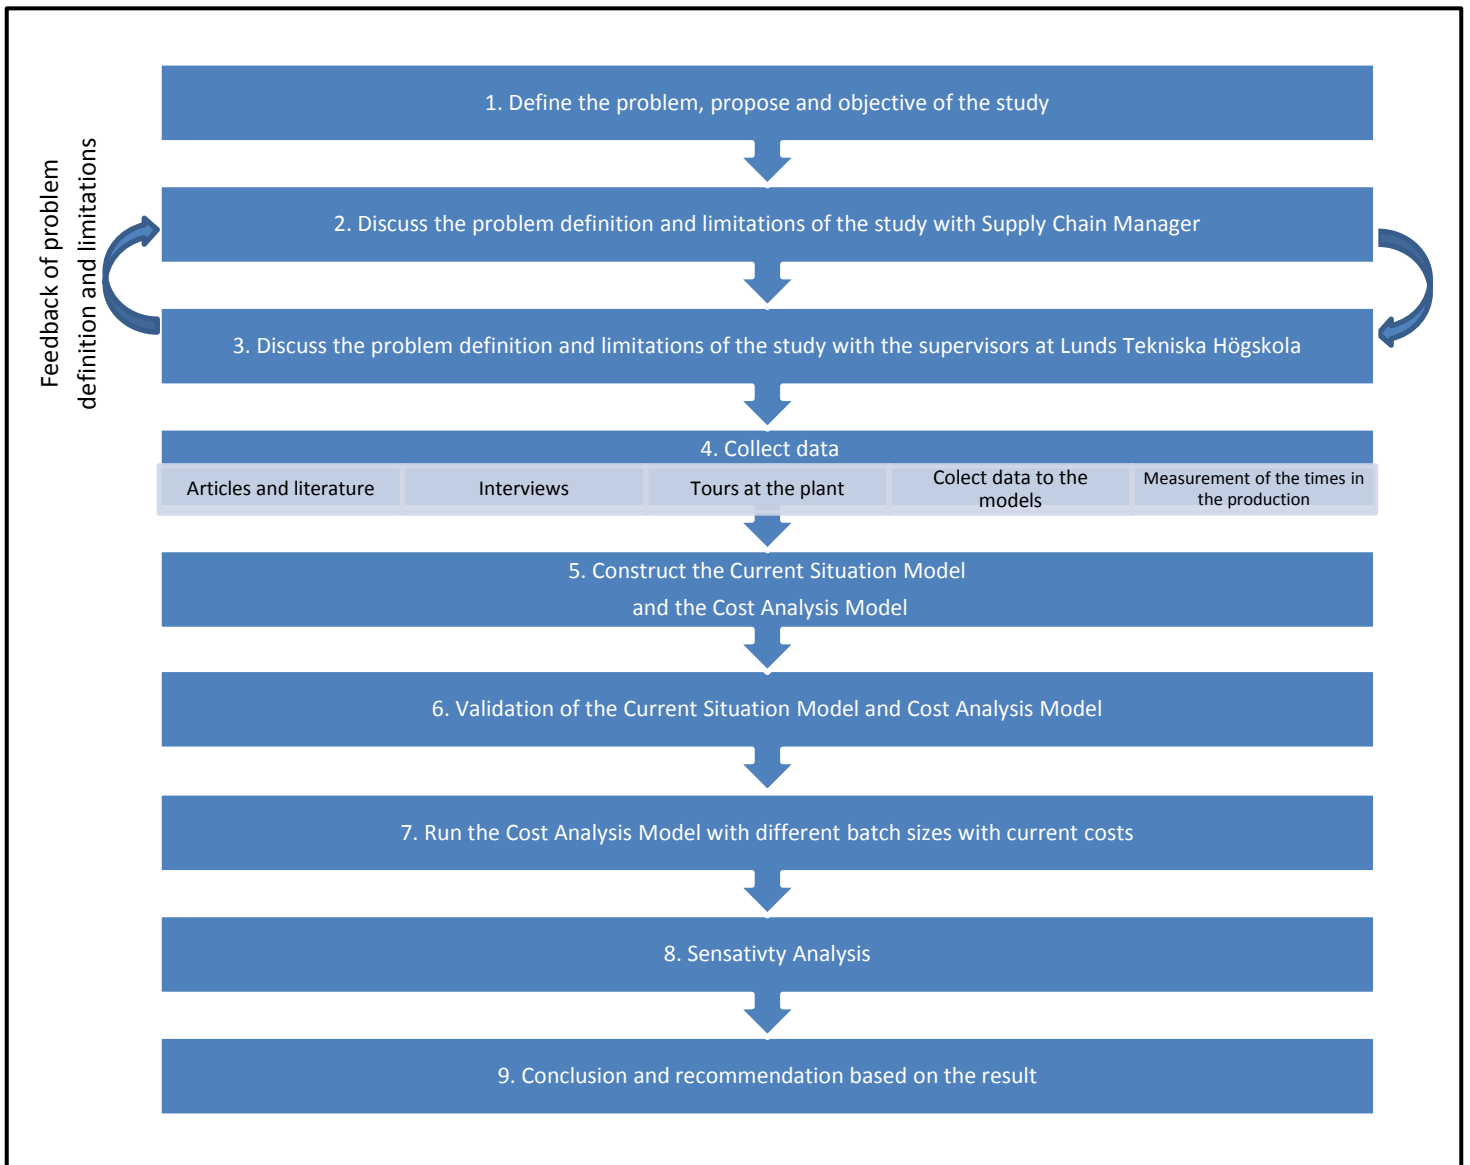 1. Define the problem, propose and objective of the study
Feedback of problem
definition and limitations
2. Discuss the problem definition and limitations of the study with Supply Chain Manager
3. Discuss the problem definition and limitations of the study with the supervisors at Lunds Tekniska Högskola
4. Collect data
Articles and literature
Interviews
Tours at the plant
Colect data to the
models
Measurement of the times in
the production
5. Construct the Current Situation Model
and the Cost Analysis Model
6. Validation of the Current Situation Model and Cost Analysis Model
7. Run the Cost Analysis Model with different batch sizes with current costs
8. Sensativty Analysis
9. Conclusion and recommendation based on the result